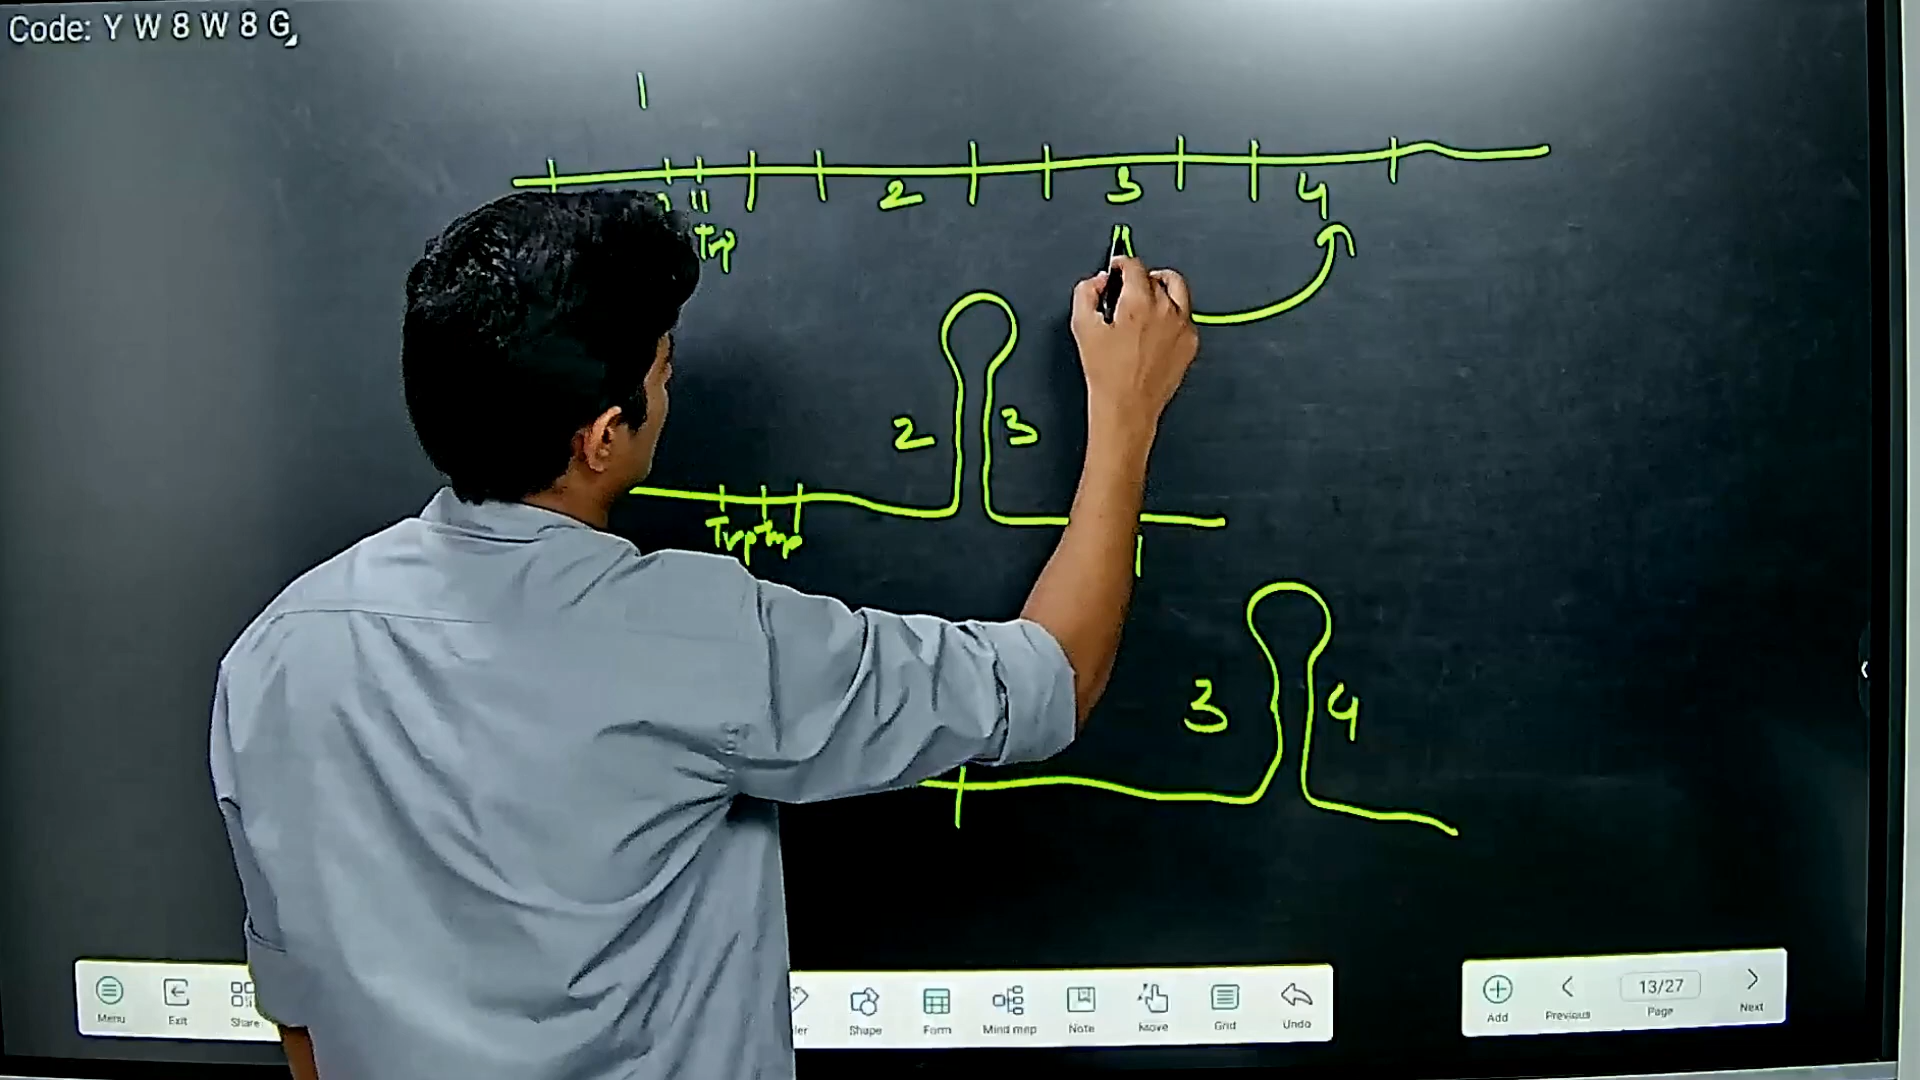 Code: Y W 8 W 8 G
1
2 3 4
Trp
2 3
Trp trp
1
3 4
Menu Exit Share Shape Form Mind map Note Move Grid Undo
Add Previous 13/27 Page Next